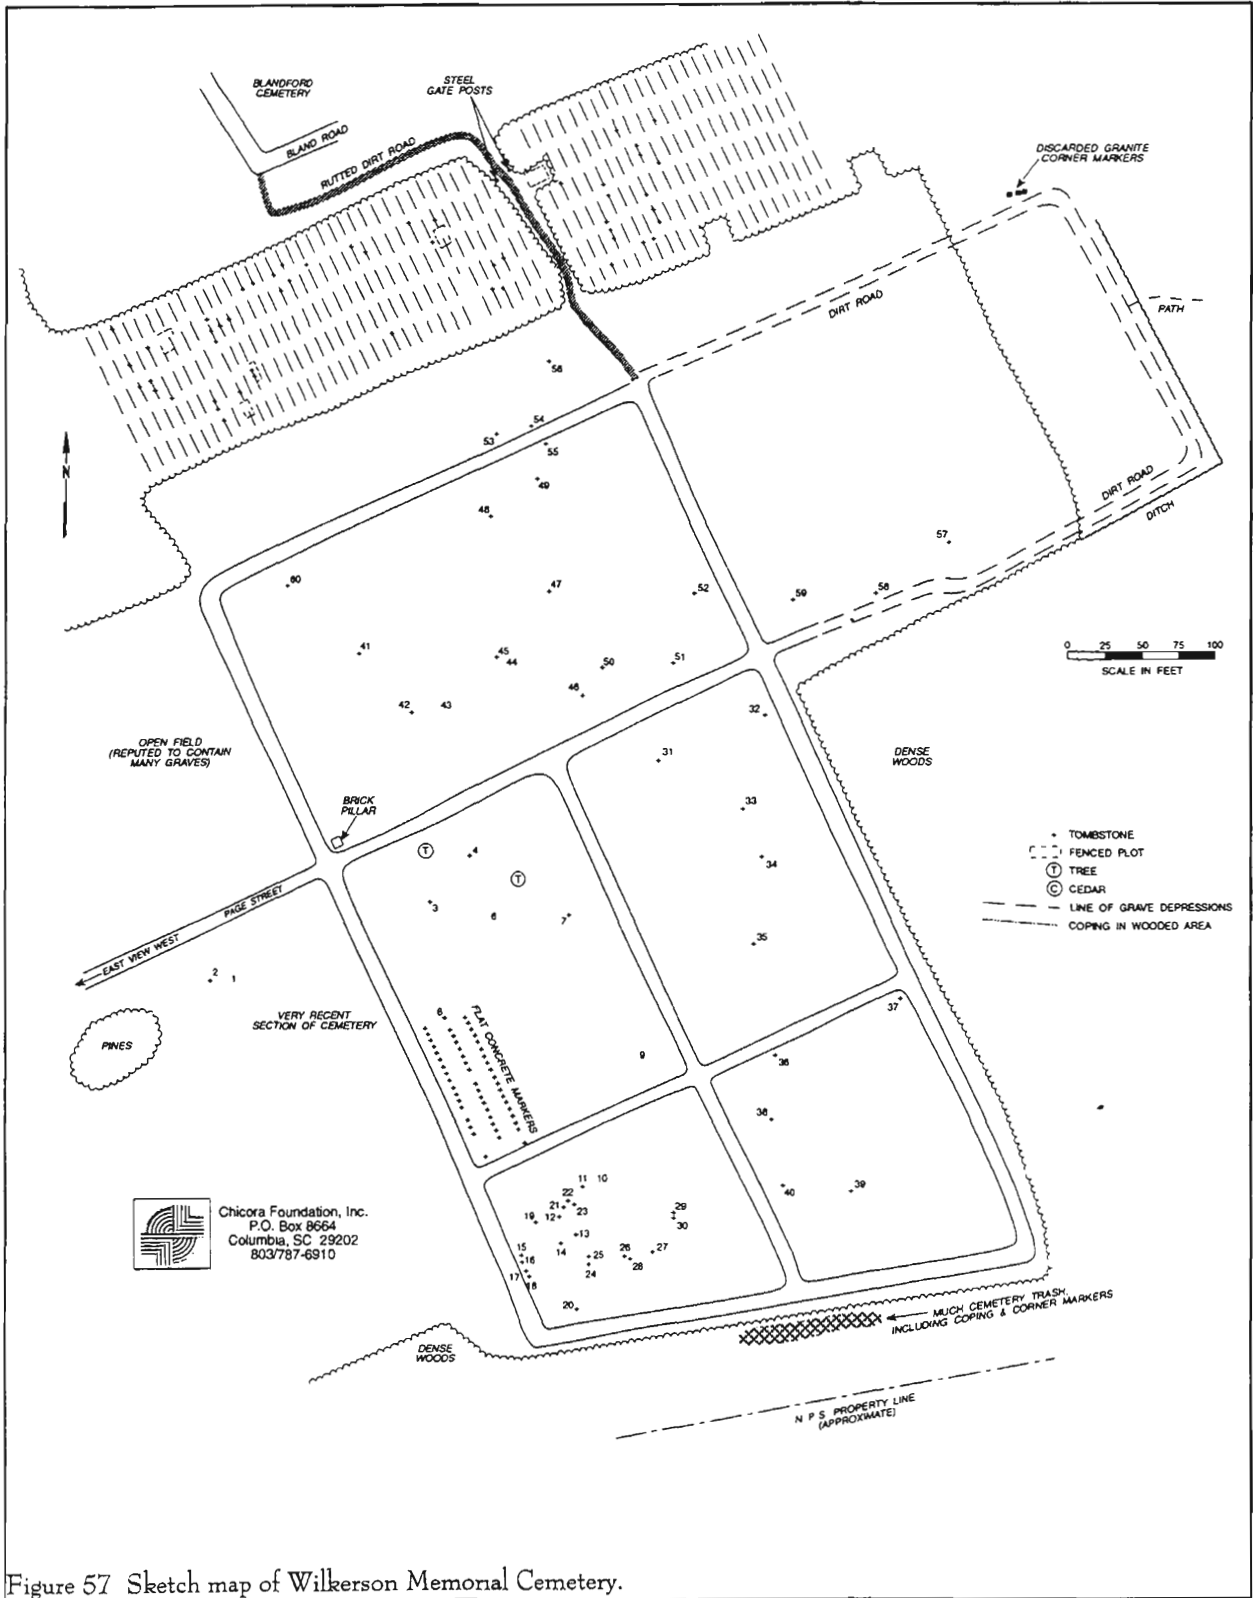 BLANDFORD
CEMETERY
STEEL
GATE POSTS
BLAND ROAD
RUTTED DIRT ROAD
DISCARDED GRANITE
CORNER MARKERS
DIRT ROAD
PATH
N
56
54
53
55
49
48
DIRT ROAD
DITCH
57
60
47
52
59
58
41
45
44
50
51
46
42
43
0 25 50 75 100
SCALE IN FEET
32
OPEN FIELD
(REPUTED TO CONTAIN
MANY GRAVES)
31
DENSE
WOODS
BRICK
PILLAR
33
T
4
34
T
TOMBSTONE
FENCED PLOT
T TREE
C CEDAR
LINE OF GRAVE DEPRESSIONS
COPING IN WOODED AREA
PAGE STREET
EAST VIEW WEST
3
6
7
35
2 1
VERY RECENT
SECTION OF CEMETERY
PINES
6
FLAT CONCRETE MARKERS
37
9
36
38
11 10
22
21
23
19
12
29
30
40
39
13
14
15
16
25
26
27
17
24
28
18
20
Chicora Foundation, Inc.
P.O. Box 8664
Columbia, SC 29202
803/787-6910
MUCH CEMETERY TRASH,
INCLUDING COPING & CORNER MARKERS
DENSE
WOODS
N P S PROPERTY LINE
(APPROXIMATE)
Figure 57 Sketch map of Wilkerson Memorial Cemetery.